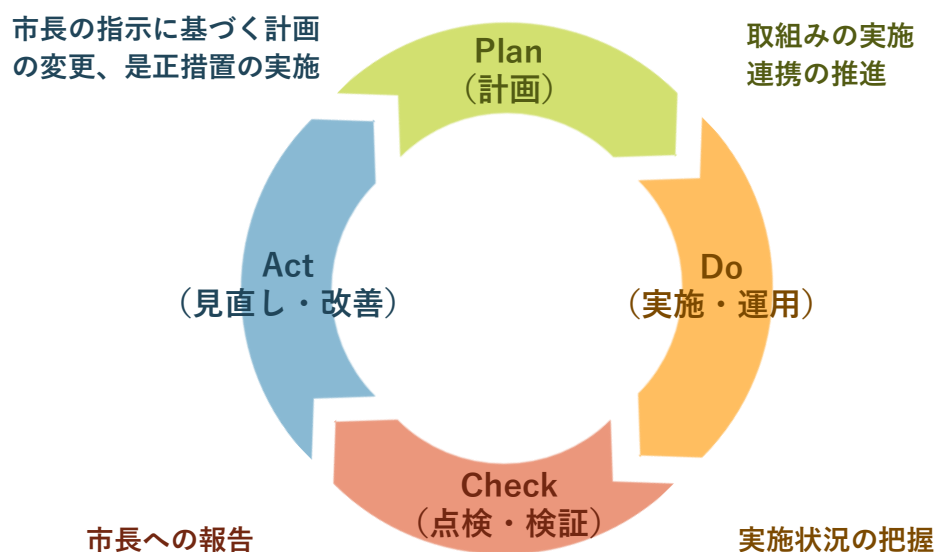 市長の指示に基づく計画
の変更、是正措置の実施
Plan
（計画）
取組みの実施
連携の推進
Act
（見直し・改善）
Do
（実施・運用）
Check
（点検・検証）
市長への報告
実施状況の把握